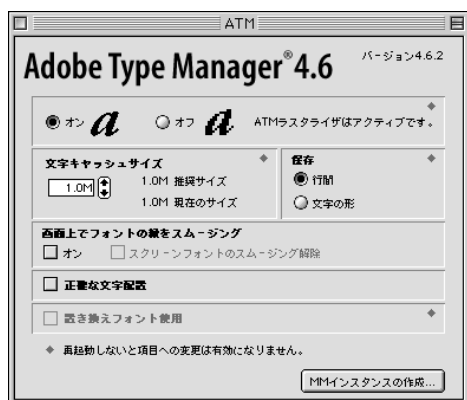 ATM
Adobe Type Manager® 4.6
バージョン4.6.2
オン a オフ a ATMラスタライザはアクティブです。
文字キャッシュサイズ
1.0M
1.0M 推奨サイズ
1.0M 現在のサイズ
保存
行間
文字の形
画面上でフォントの縁をスムージング
オン スクリーンフォントのスムージング解除
正確な文字配置
置き換えフォント使用
再起動しないと項目への変更は有効になりません。
MMインスタンスの作成...